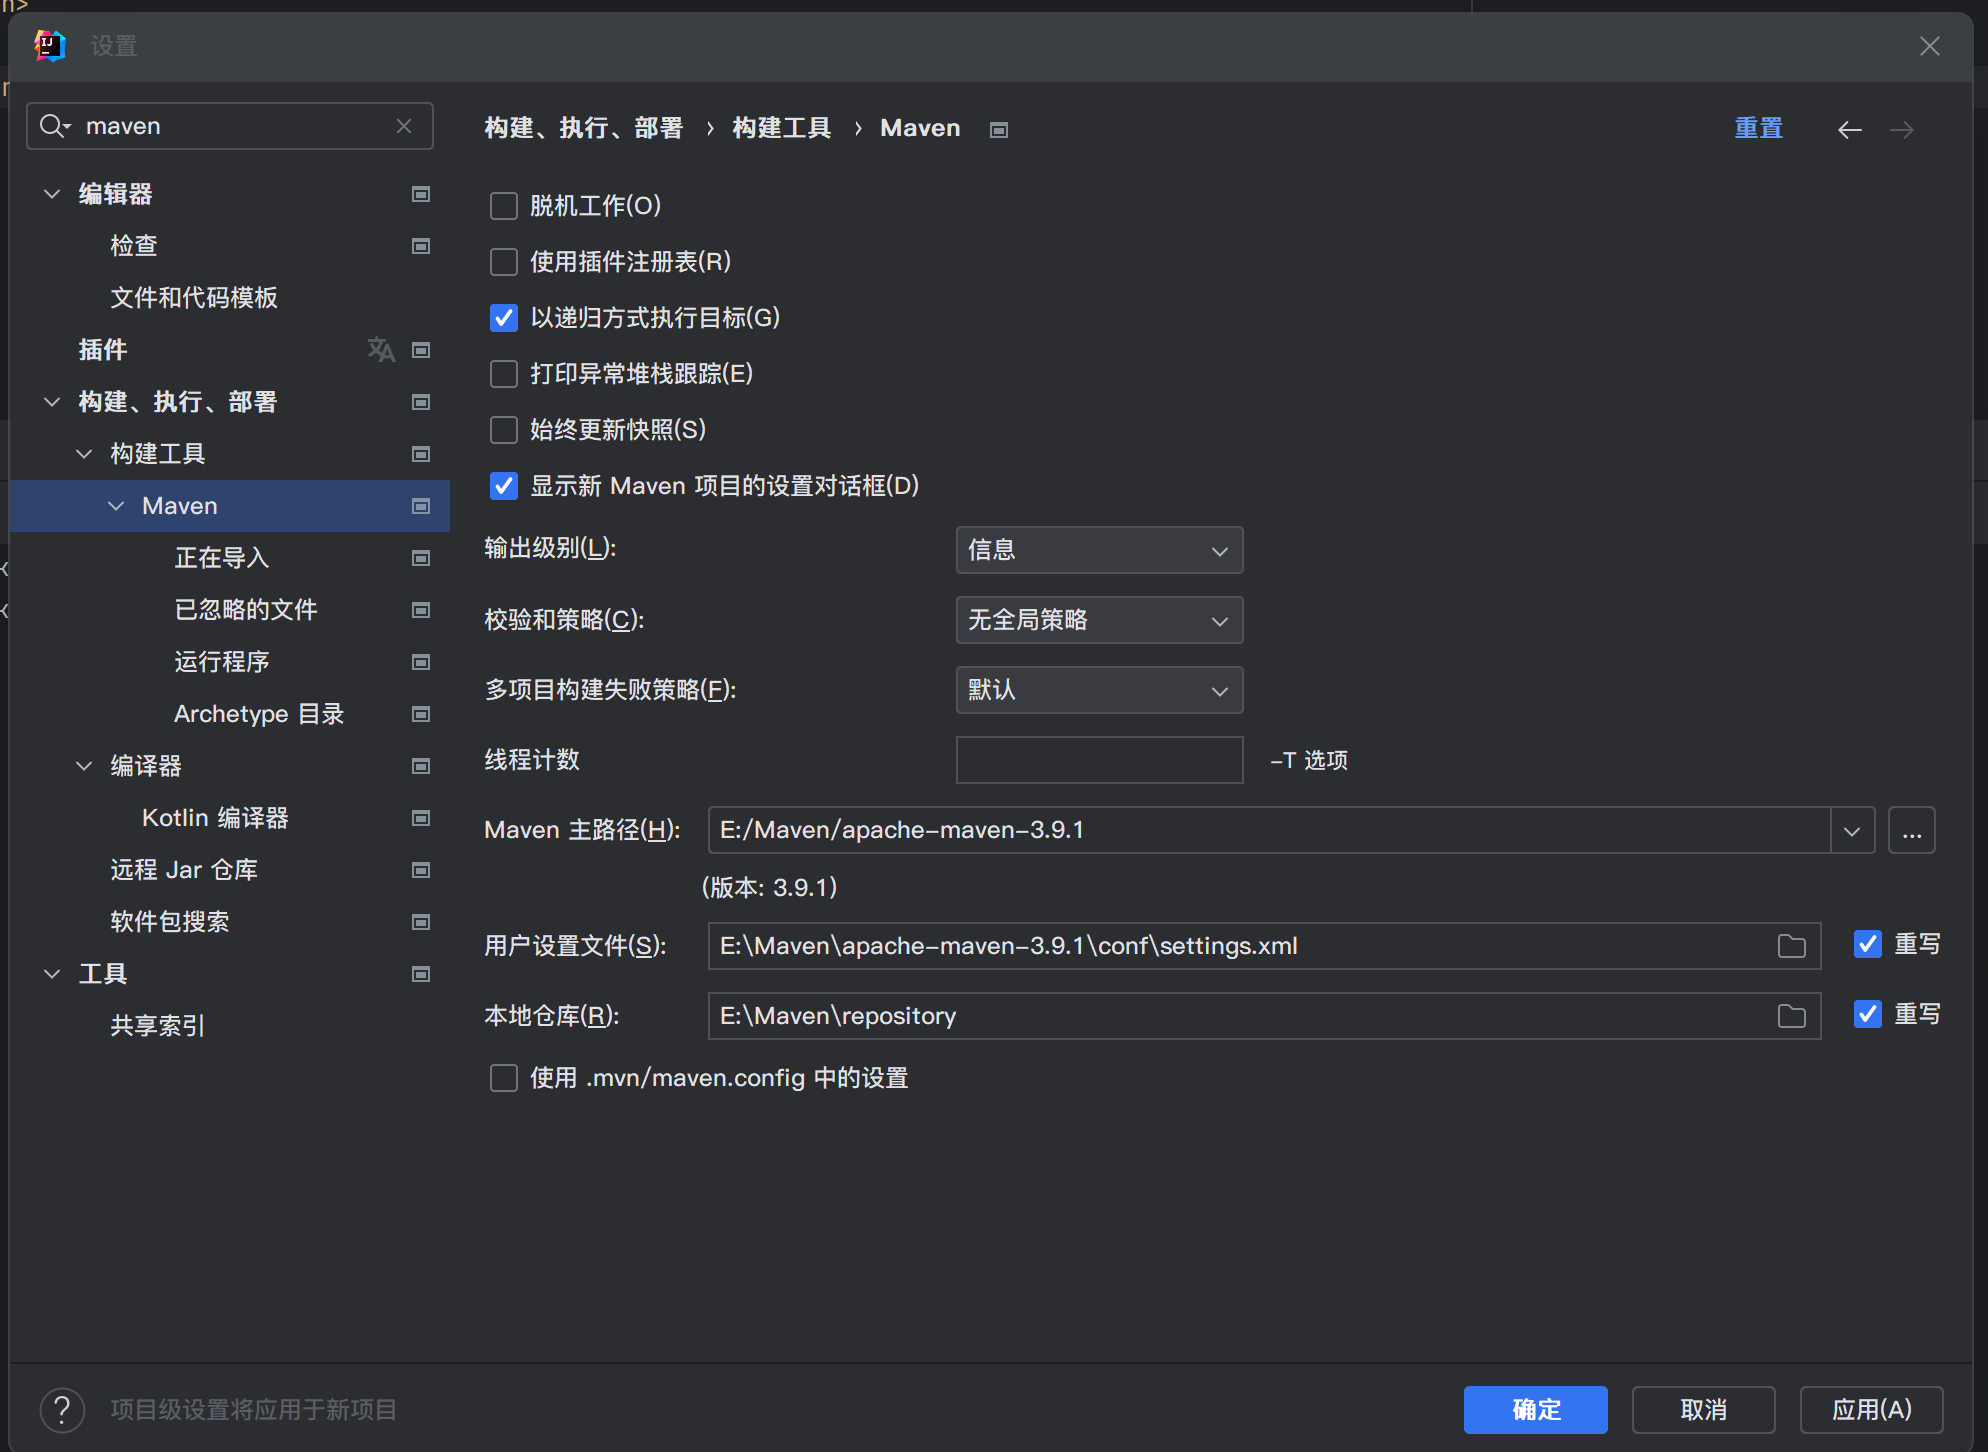 n>
设置
maven
构建、执行、部署 › 构建工具 › Maven
重置
编辑器
检查
文件和代码模板
插件
构建、执行、部署
构建工具
Maven
正在导入
已忽略的文件
运行程序
Archetype 目录
编译器
Kotlin 编译器
远程 Jar 仓库
软件包搜索
工具
共享索引
脱机工作(O)
使用插件注册表(R)
以递归方式执行目标(G)
打印异常堆栈跟踪(E)
始终更新快照(S)
显示新 Maven 项目的设置对话框(D)
输出级别(L): 信息
校验和策略(C): 无全局策略
多项目构建失败策略(F): 默认
线程计数 -T 选项
Maven 主路径(H): E:/Maven/apache-maven-3.9.1 ...
(版本: 3.9.1)
用户设置文件(S): E:\Maven\apache-maven-3.9.1\conf\settings.xml 重写
本地仓库(R): E:\Maven\repository 重写
使用 .mvn/maven.config 中的设置
? 项目级设置将应用于新项目
确定 取消 应用(A)